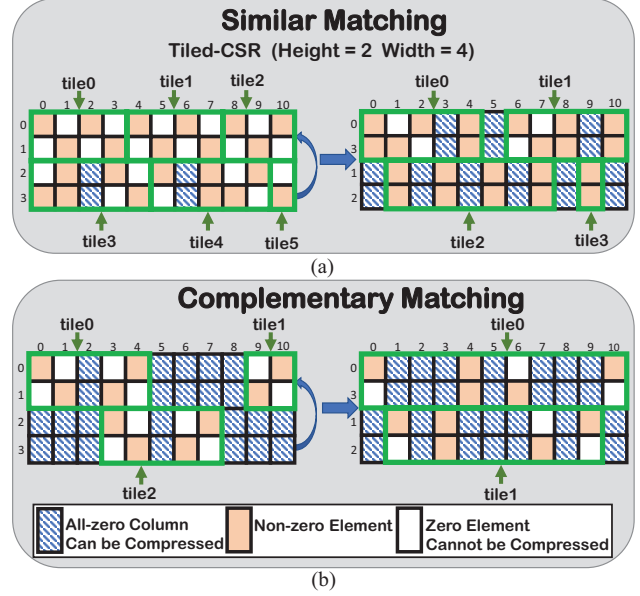 Similar Matching
Tiled-CSR (Height = 2 Width = 4)
tile0 tile1 tile2 tile0 tile1
0 1 2 3 4 5 6 7 8 9 10 0 1 2 3 4 5 6 7 8 9 10
0 0
1 3
2 1
3 2
tile3 tile4 tile5 tile2 tile3
(a)
Complementary Matching
tile0 tile1 tile0
0 1 2 3 4 5 6 7 8 9 10 0 1 2 3 4 5 6 7 8 9 10
0 0
1 3
2 1
3 2
tile2 tile1
All-zero Column Non-zero Element Zero Element
Can be Compressed Cannot be Compressed
(b)